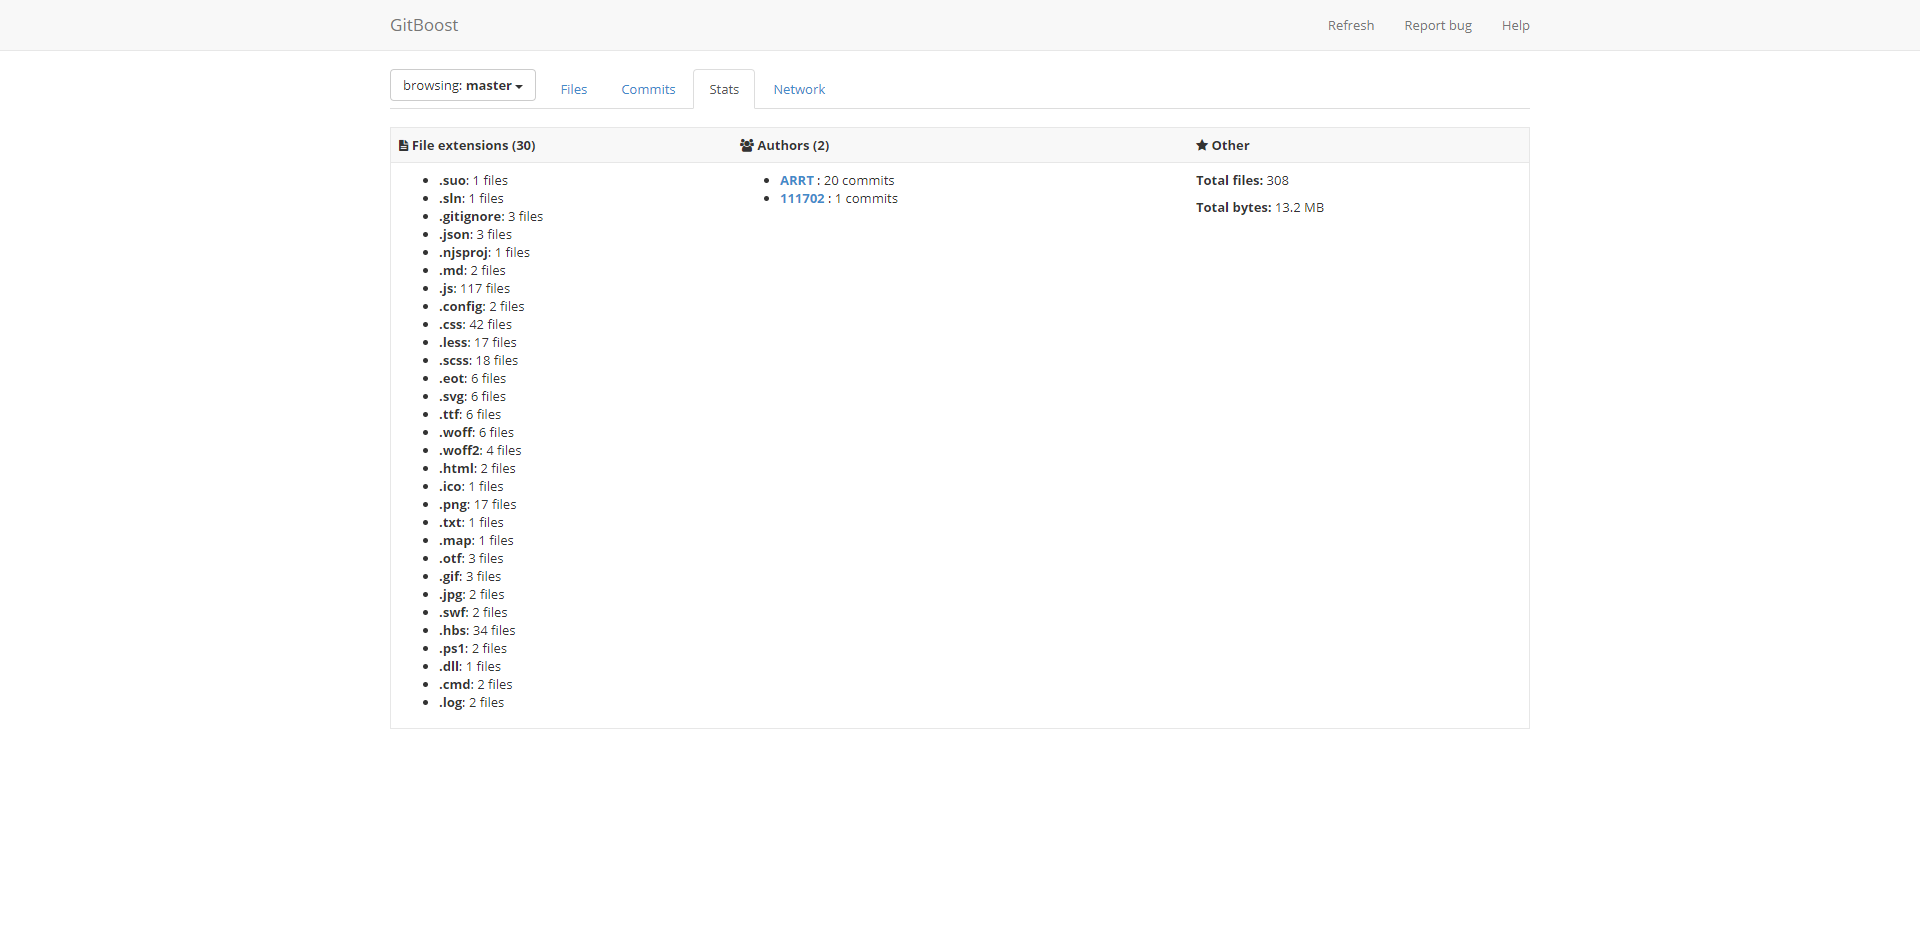 GitBoost
Refresh Report bug Help
browsing: master Files Commits Stats Network
File extensions (30) Authors (2) Other
.suo: 1 files
.sln: 1 files
.gitignore: 3 files
.json: 3 files
.njsproj: 1 files
.md: 2 files
.js: 117 files
.config: 2 files
.css: 42 files
.less: 17 files
.scss: 18 files
.eot: 6 files
.svg: 6 files
.ttf: 6 files
.woff: 6 files
.woff2: 4 files
.html: 2 files
.ico: 1 files
.png: 17 files
.txt: 1 files
.map: 1 files
.otf: 3 files
.gif: 3 files
.jpg: 2 files
.swf: 2 files
.hbs: 34 files
.ps1: 2 files
.dll: 1 files
.cmd: 2 files
.log: 2 files
ARRT : 20 commits
111702 : 1 commits
Total files: 308
Total bytes: 13.2 MB